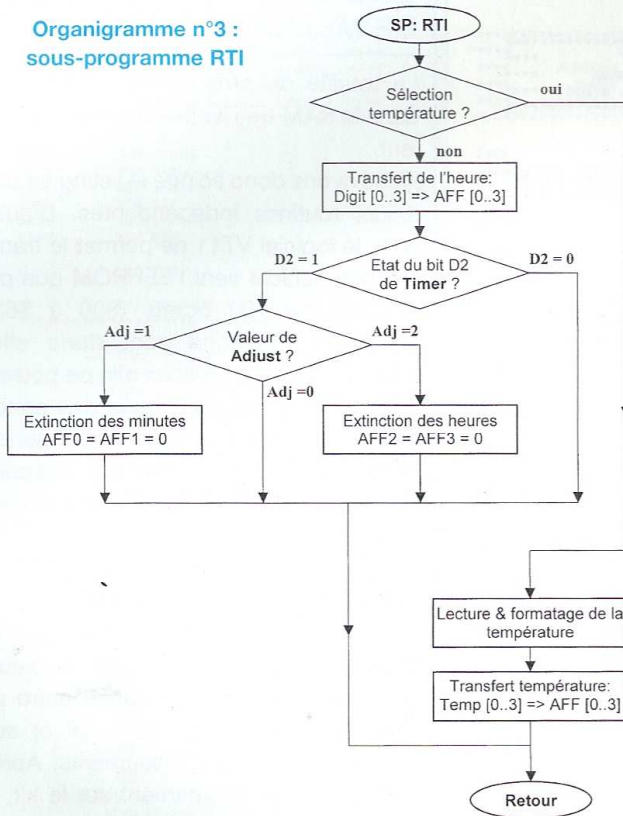 Organigramme n°3 :
sous-programme RTI
SP: RTI
Sélection
température ?
oui
non
Transfert de l'heure:
Digit [0..3] => AFF [0..3]
D2 = 1
Etat du bit D2
de Timer ?
D2 = 0
Adj =1
Valeur de
Adjust ?
Adj =2
Adj =0
Extinction des minutes
AFF0 = AFF1 = 0
Extinction des heures
AFF2 = AFF3 = 0
Lecture & formatage de la
température
Transfert température:
Temp [0..3] => AFF [0..3]
Retour